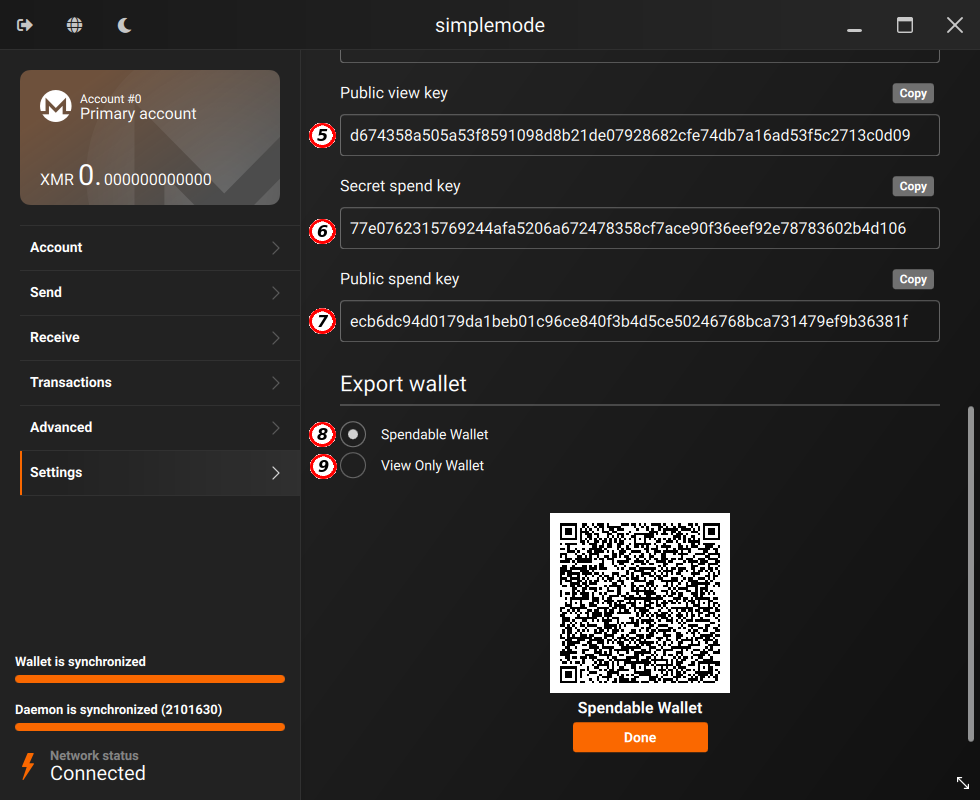 simplemode
Account #0
Primary account
XMR 0.000000000000
Account
Send
Receive
Transactions
Advanced
Settings
Wallet is synchronized
Daemon is synchronized (2101630)
Network status
Connected
Public view key
Copy
5
d674358a505a53f8591098d8b21de07928682cfe74db7a16ad53f5c2713c0d09
Secret spend key
Copy
6
77e0762315769244afa5206a672478358cf7ace90f36eef92e78783602b4d106
Public spend key
Copy
7
ecb6dc94d0179da1beb01c96ce840f3b4d5ce50246768bca731479ef9b36381f
Export wallet
8
Spendable Wallet
9
View Only Wallet
Spendable Wallet
Done